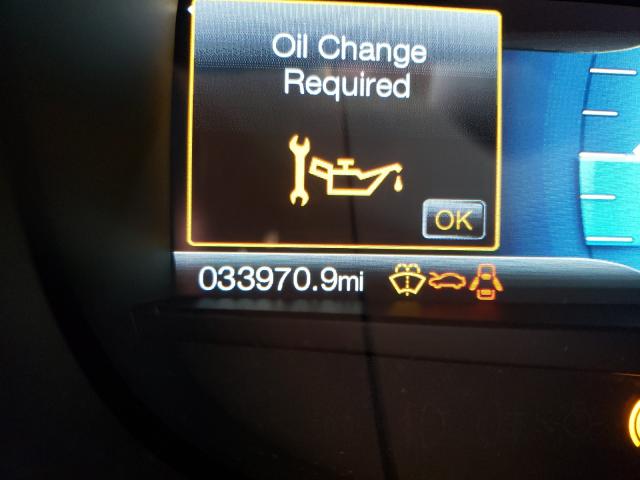 Oil Change
Required
OK
033970.9mi